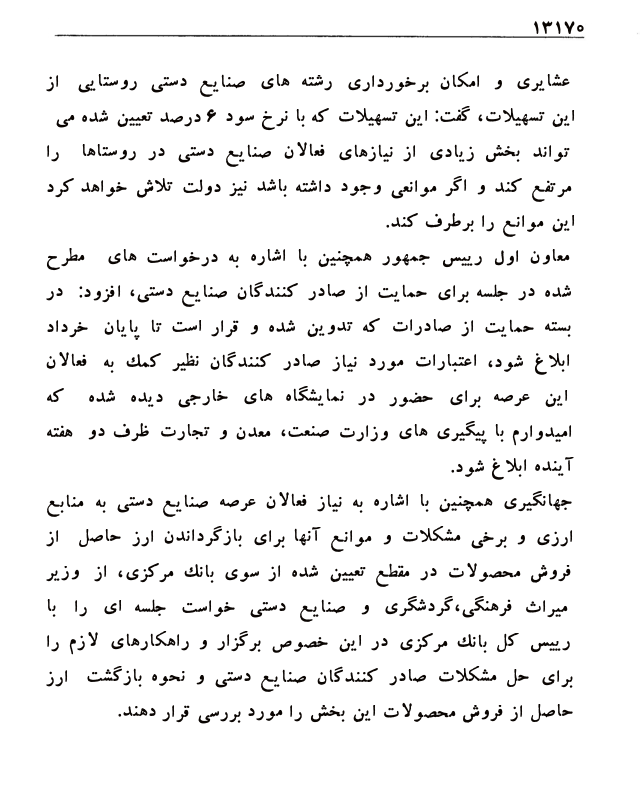 ۱۳۱۷۰
عشایری و امکان برخورداری رشته های صنایع دستی روستایی از
این تسهیلات، گفت: این تسهیلات که با نرخ سود ۶ درصد تعیین شده می
تواند بخش زیادی از نیازهای فعالان صنایع دستی در روستاها را
مرتفع کند و اگر موانعی وجود داشته باشد نیز دولت تلاش خواهد کرد
این موانع را برطرف کند.
معاون اول رییس جمهور همچنین با اشاره به درخواست های مطرح
شده در جلسه برای حمایت از صادر کنندگان صنایع دستی، افزود: در
بسته حمایت از صادرات که تدوین شده و قرار است تا پایان خرداد
ابلاغ شود، اعتبارات مورد نیاز صادر کنندگان نظیر کمك به فعالان
این عرصه برای حضور در نمایشگاه های خارجی دیده شده که
امیدوارم با پیگیری های وزارت صنعت، معدن و تجارت ظرف دو هفته
آینده ابلاغ شود.
جهانگیری همچنین با اشاره به نیاز فعالان عرصه صنایع دستی به منابع
ارزی و برخی مشکلات و موانع آنها برای بازگرداندن ارز حاصل از
فروش محصولات در مقطع تعیین شده از سوی بانك مرکزی، از وزیر
میراث فرهنگی،گردشگری و صنایع دستی خواست جلسه ای را با
رییس کل بانك مرکزی در این خصوص برگزار و راهکارهای لازم را
برای حل مشکلات صادر کنندگان صنایع دستی و نحوه بازگشت ارز
حاصل از فروش محصولات این بخش را مورد بررسی قرار دهند.